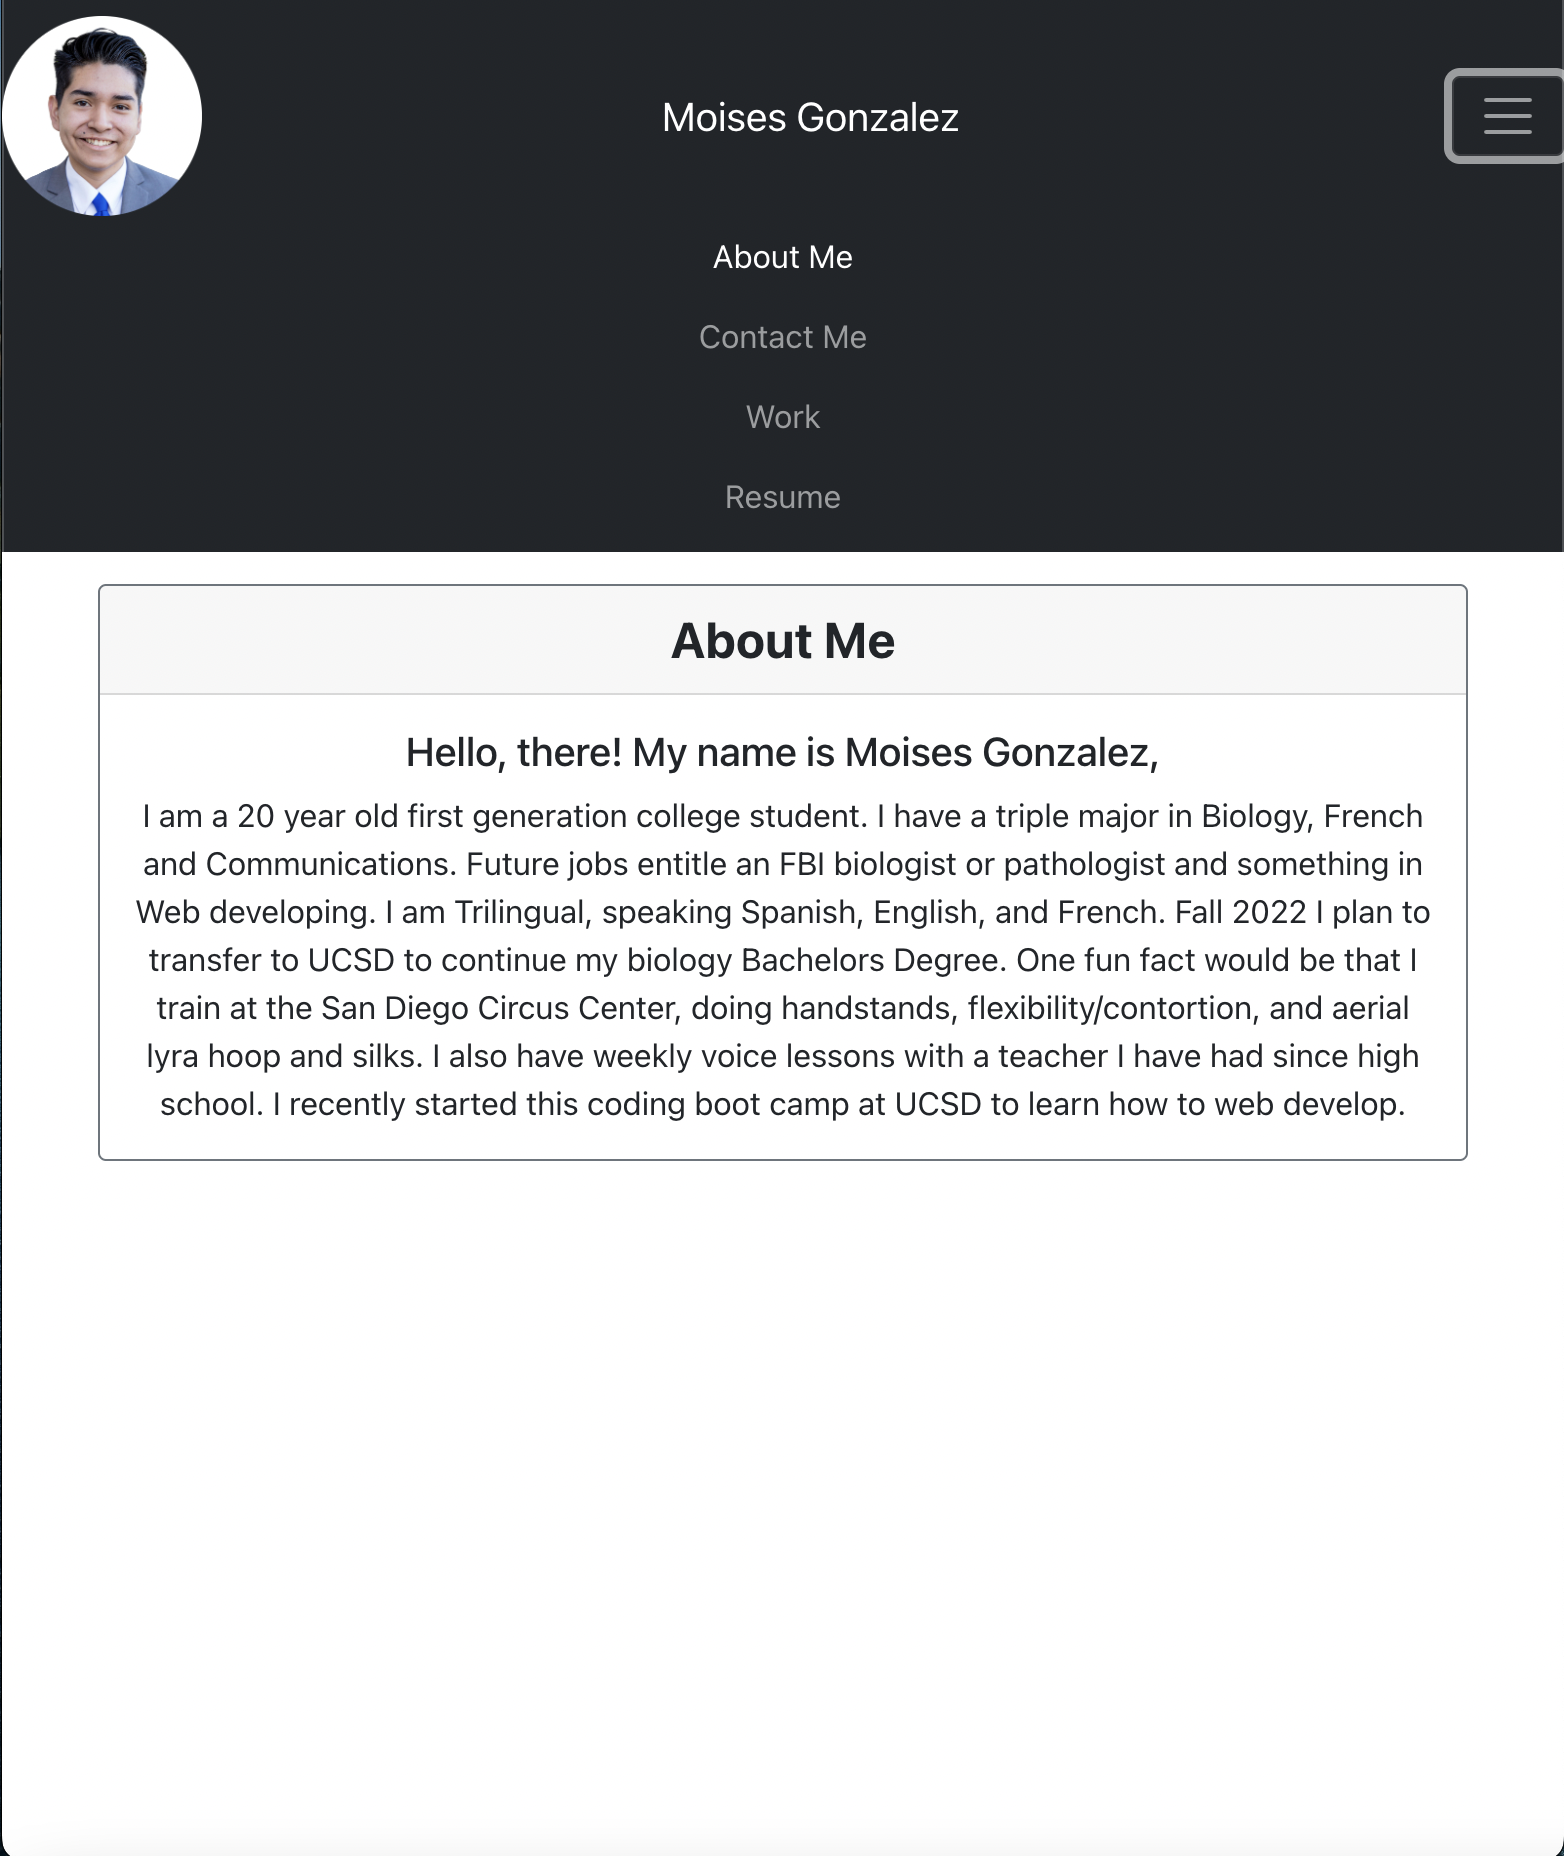 Moises Gonzalez
About Me
Contact Me
Work
Resume
About Me
Hello, there! My name is Moises Gonzalez,
I am a 20 year old first generation college student. I have a triple major in Biology, French
and Communications. Future jobs entitle an FBI biologist or pathologist and something in
Web developing. I am Trilingual, speaking Spanish, English, and French. Fall 2022 I plan to
transfer to UCSD to continue my biology Bachelors Degree. One fun fact would be that I
train at the San Diego Circus Center, doing handstands, flexibility/contortion, and aerial
lyra hoop and silks. I also have weekly voice lessons with a teacher I have had since high
school. I recently started this coding boot camp at UCSD to learn how to web develop.